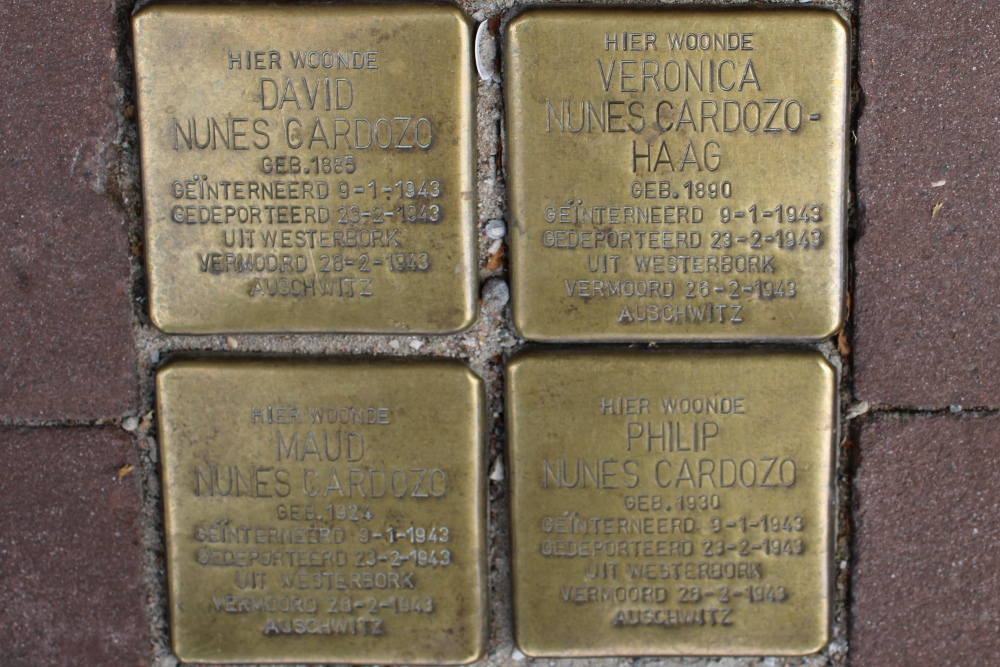 HIER WOONDE
DAVID
NUNES CARDOZO
GEB.1885
GEÏNTERNEERD 9-1-1943
GEDEPORTEERD 23-2-1943
UIT WESTERBORK
VERMOORD 26-2-1943
AUSCHWITZ
HIER WOONDE
VERONICA
NUNES CARDOZO-
HAAG
GEB.1890
GEÏNTERNEERD 9-1-1943
GEDEPORTEERD 23-2-1943
UIT WESTERBORK
VERMOORD 26-2-1943
AUSCHWITZ
HIER WOONDE
MAUD
NUNES CARDOZO
GEB.1924
GEÏNTERNEERD 9-1-1943
GEDEPORTEERD 23-2-1943
UIT WESTERBORK
VERMOORD 26-2-1943
AUSCHWITZ
HIER WOONDE
PHILIP
NUNES CARDOZO
GEB.1930
GEÏNTERNEERD 9-1-1943
GEDEPORTEERD 23-2-1943
UIT WESTERBORK
VERMOORD 26-2-1943
AUSCHWITZ